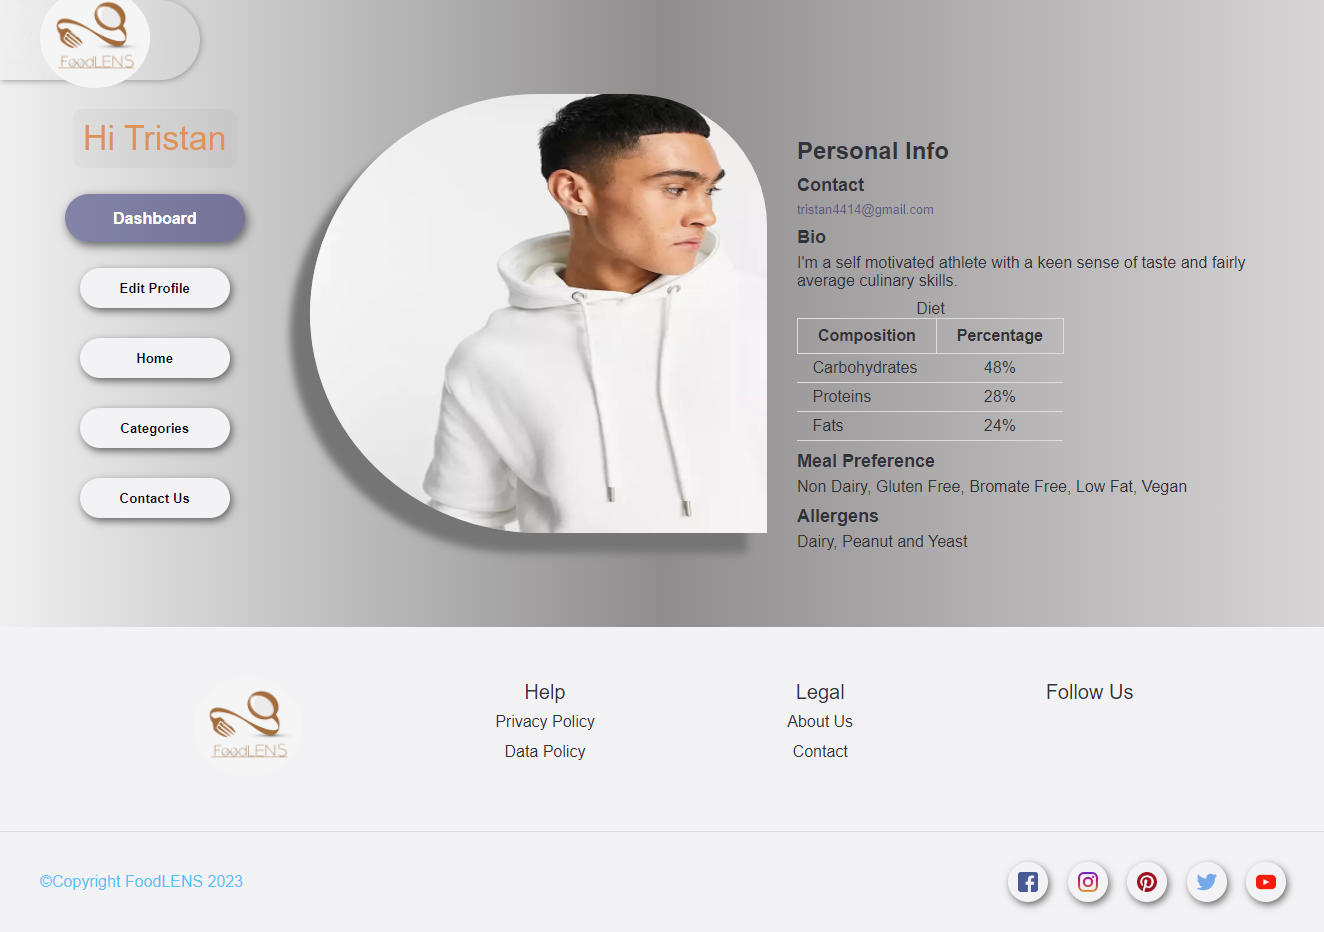 FoodLENS
Hi Tristan
Dashboard
Edit Profile
Home
Categories
Contact Us
Personal Info
Contact
tristan4414@gmail.com
Bio
I'm a self motivated athlete with a keen sense of taste and fairly
average culinary skills.
Diet
Composition Percentage
Carbohydrates 48%
Proteins 28%
Fats 24%
Meal Preference
Non Dairy, Gluten Free, Bromate Free, Low Fat, Vegan
Allergens
Dairy, Peanut and Yeast
FoodLENS
Help
Privacy Policy
Data Policy
Legal
About Us
Contact
Follow Us
©Copyright FoodLENS 2023